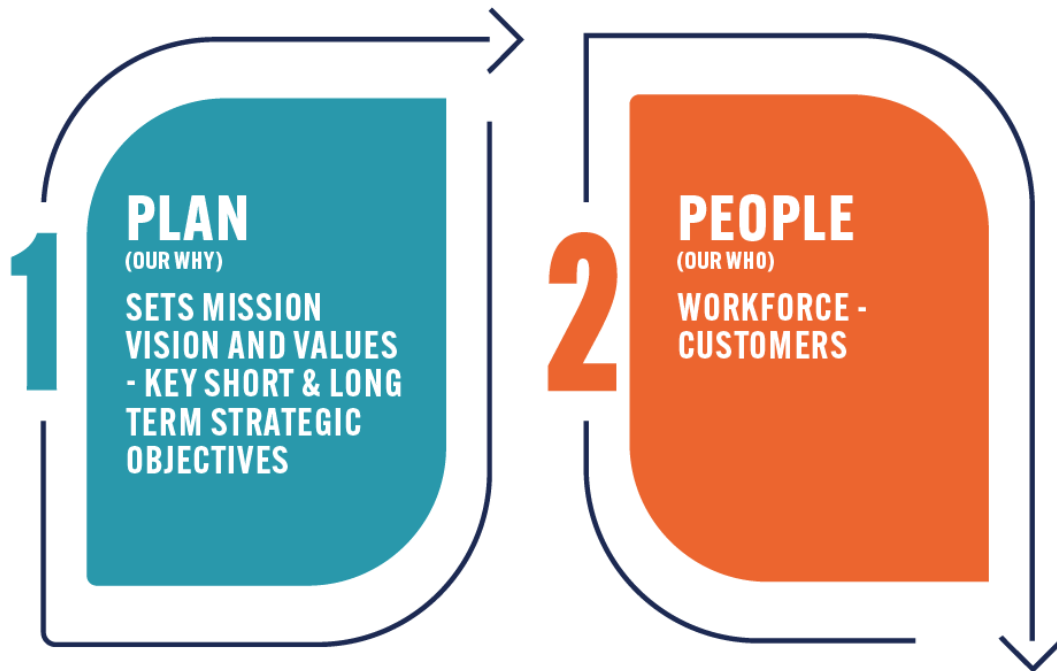 1
PLAN
(OUR WHY)
SETS MISSION
VISION AND VALUES
- KEY SHORT & LONG
TERM STRATEGIC
OBJECTIVES
2
PEOPLE
(OUR WHO)
WORKFORCE -
CUSTOMERS